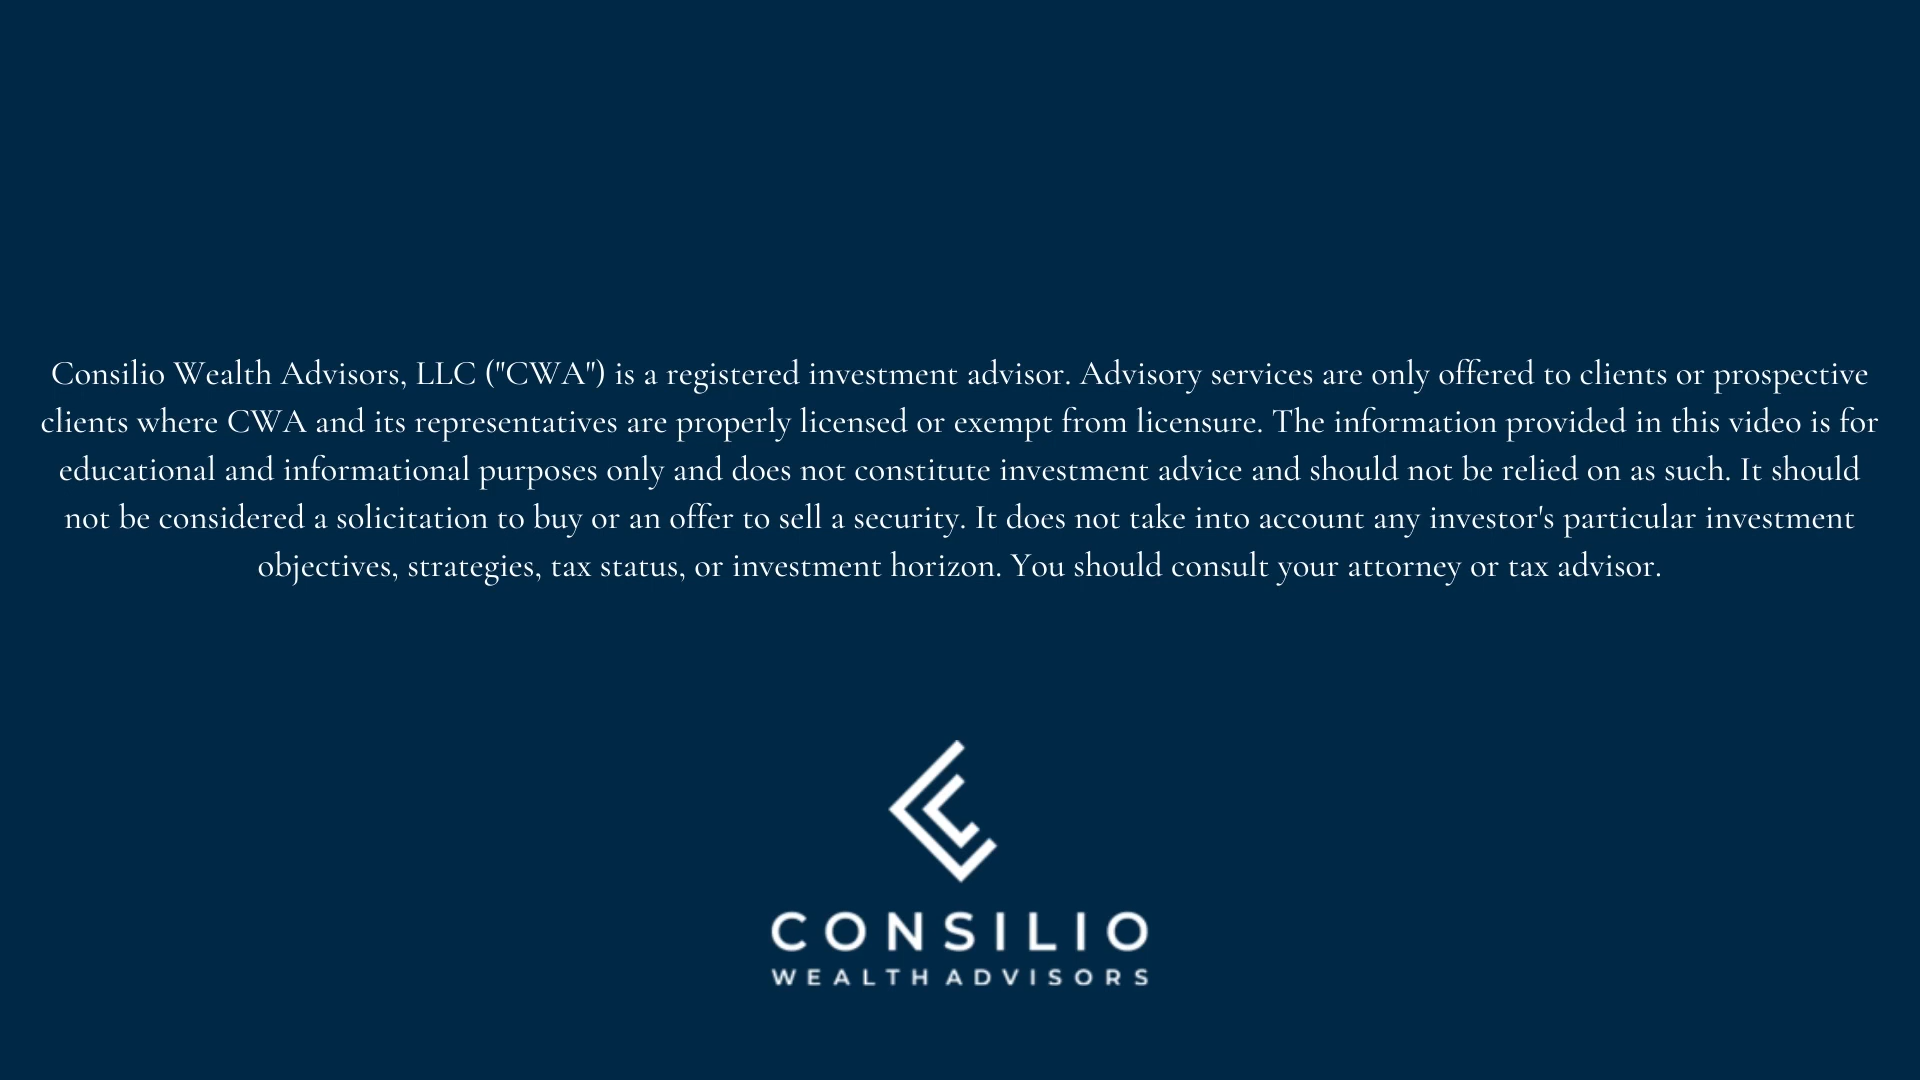 Consilio Wealth Advisors, LLC ("CWA") is a registered investment advisor. Advisory services are only offered to clients or prospective
clients where CWA and its representatives are properly licensed or exempt from licensure. The information provided in this video is for
educational and informational purposes only and does not constitute investment advice and should not be relied on as such. It should
not be considered a solicitation to buy or an offer to sell a security. It does not take into account any investor's particular investment
objectives, strategies, tax status, or investment horizon. You should consult your attorney or tax advisor.
CONSILIO
WEALTH ADVISORS